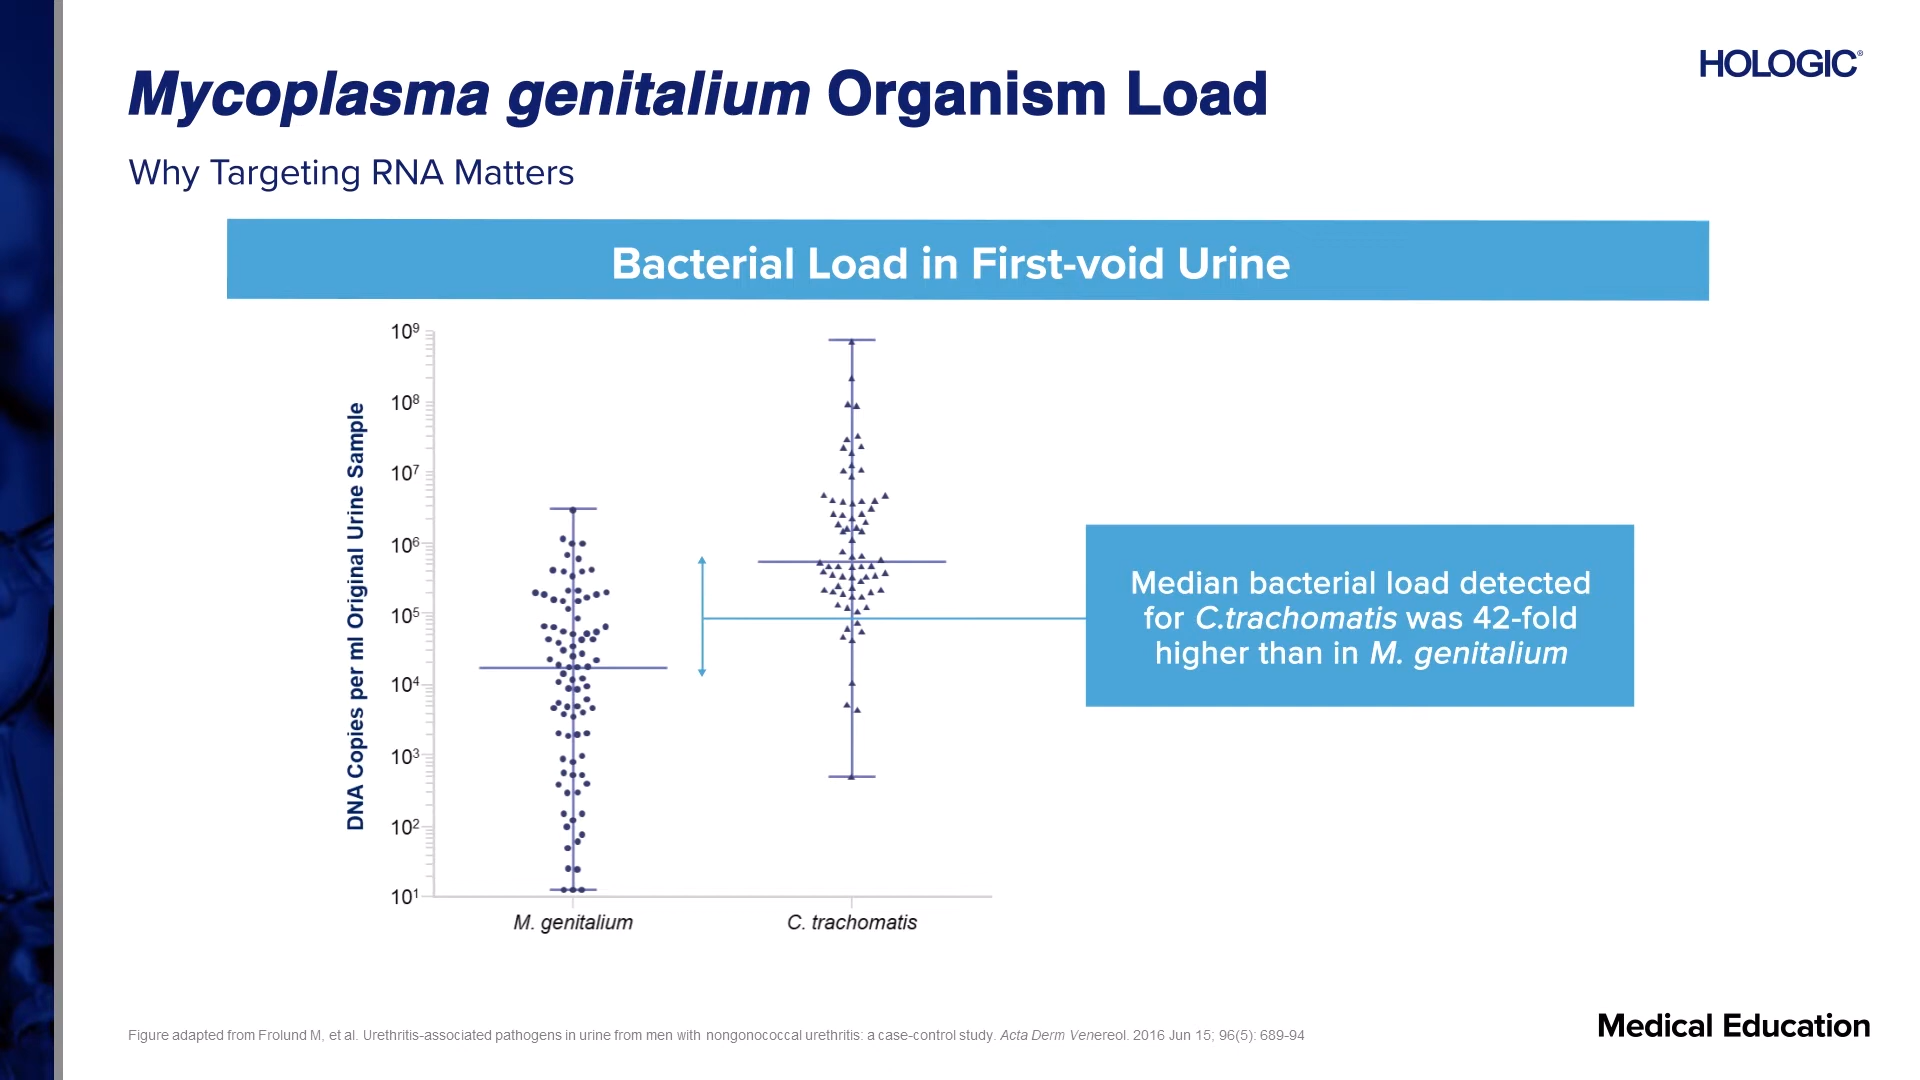 HOLOGIC®
Mycoplasma genitalium Organism Load
Why Targeting RNA Matters
Bacterial Load in First-void Urine
DNA Copies per ml Original Urine Sample
10⁹
10⁸
10⁷
10⁶
10⁵
10⁴
10³
10²
10¹
M. genitalium
C. trachomatis
Median bacterial load detected
for C.trachomatis was 42-fold
higher than in M. genitalium
Figure adapted from Frolund M, et al. Urethritis-associated pathogens in urine from men with nongonococcal urethritis: a case-control study. Acta Derm Venereol. 2016 Jun 15; 96(5): 689-94
Medical Education